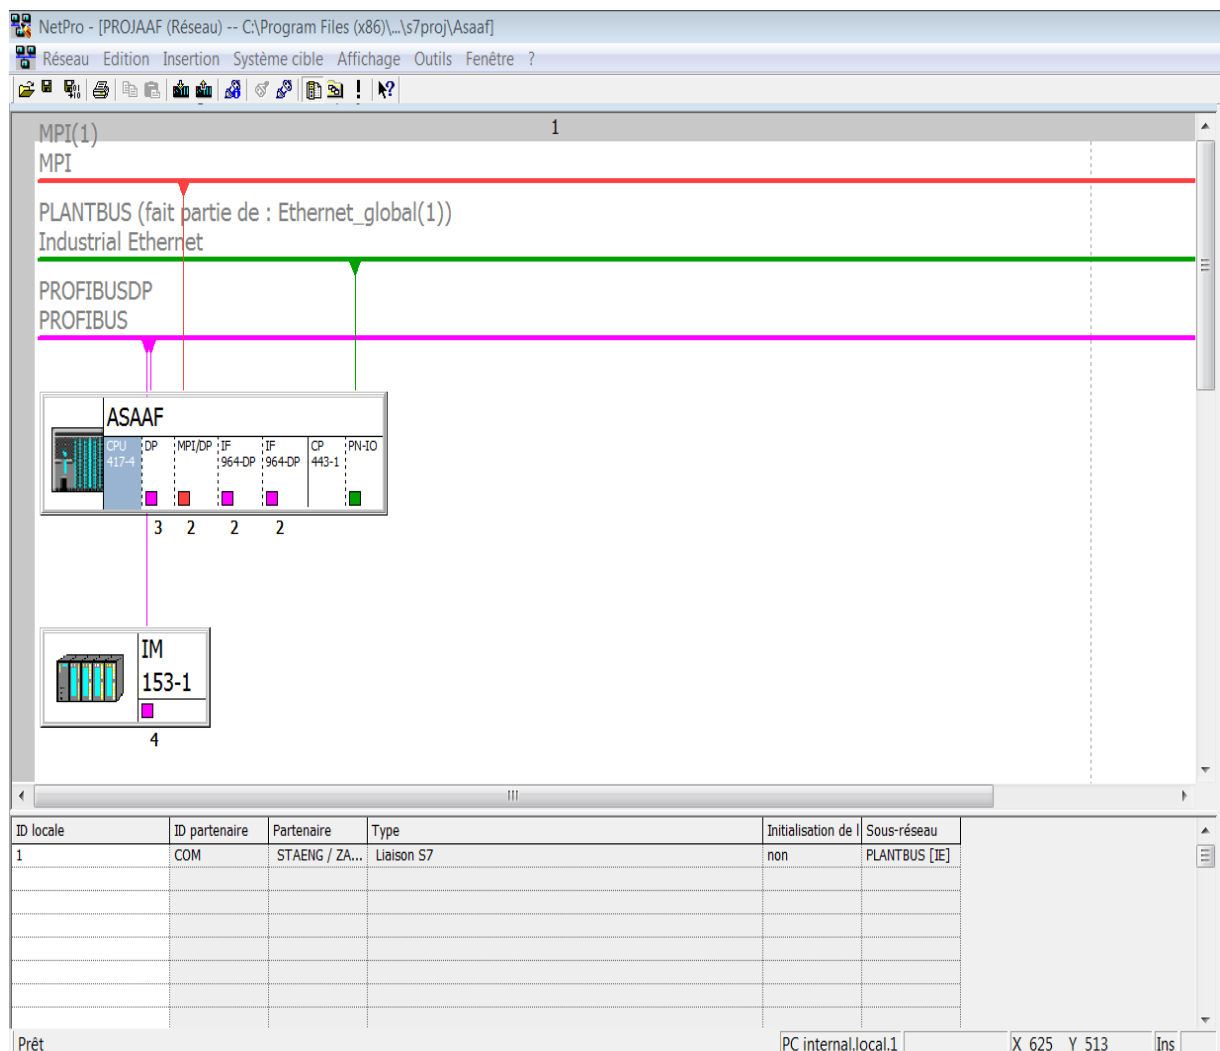 NetPro - [PROJAAF (Réseau) -- C:\Program Files (x86)\...\s7proj\Asaaf]
Réseau Edition Insertion Système cible Affichage Outils Fenêtre ?
1
MPI(1)
MPI
PLANTBUS (fait partie de : Ethernet_global(1))
Industrial Ethernet
PROFIBUSDP
PROFIBUS
ASAAF
CPU 417-4
DP
MPI/DP
IF 964-DP
IF 964-DP
CP 443-1
PN-IO
3 2 2 2
IM
153-1
4
ID locale ID partenaire Partenaire Type Initialisation de l Sous-réseau
1 COM STAENG / ZA... Liaison S7 non PLANTBUS [IE]
Prêt PC internal.local.1 X 625 Y 513 Ins